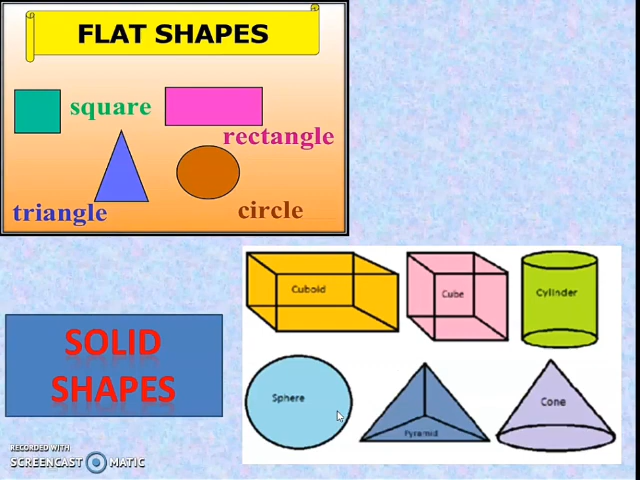 FLAT SHAPES
square
rectangle
triangle
circle
SOLID
SHAPES
Cuboid
Cube
Cylinder
Sphere
Pyramid
Cone
RECORDED WITH
SCREENCAST MATIC